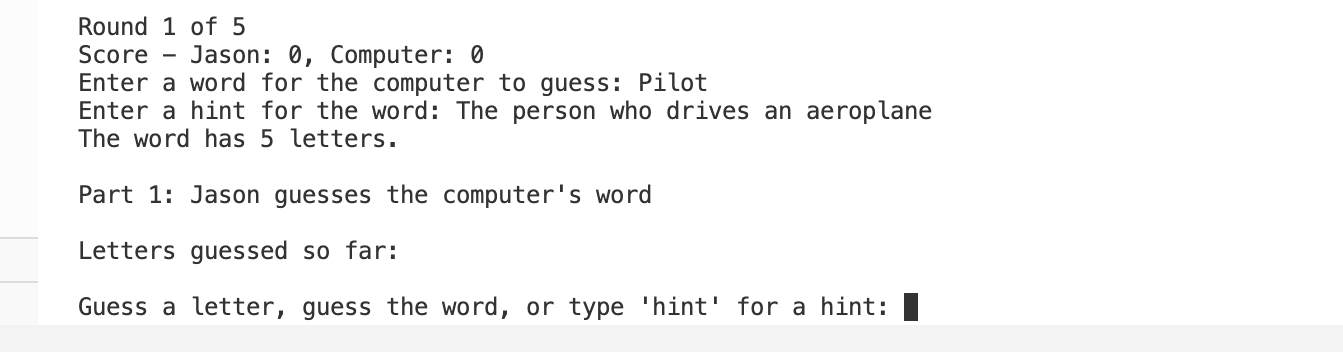 Round 1 of 5
Score – Jason: 0, Computer: 0
Enter a word for the computer to guess: Pilot
Enter a hint for the word: The person who drives an aeroplane
The word has 5 letters.
Part 1: Jason guesses the computer's word
Letters guessed so far:
Guess a letter, guess the word, or type 'hint' for a hint: